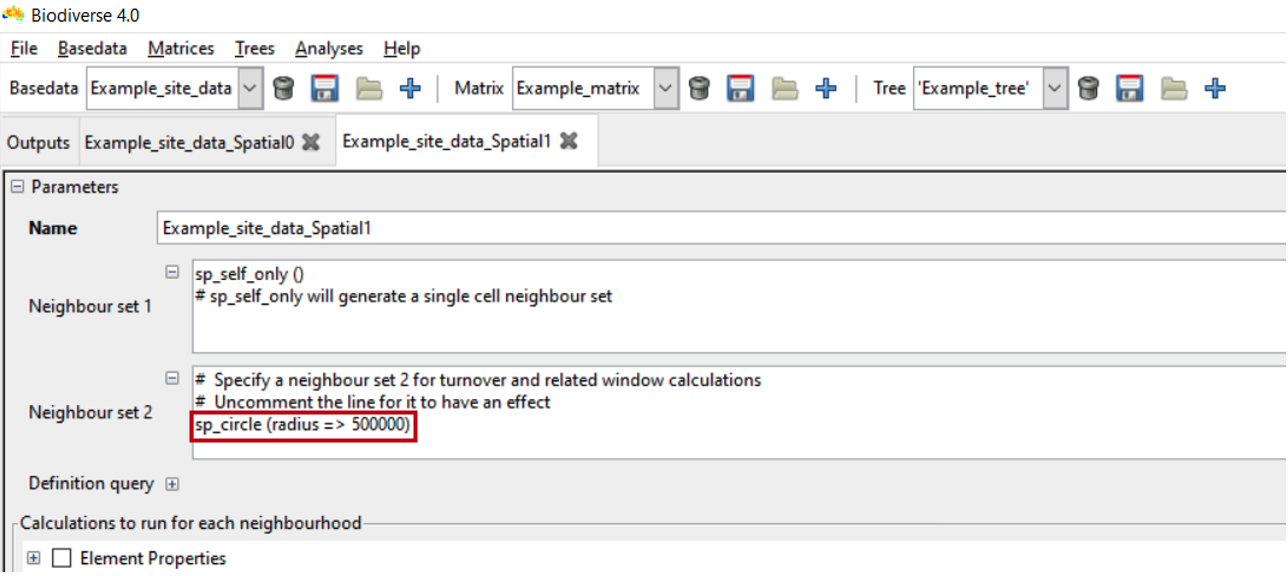 Biodiverse 4.0
File Basedata Matrices Trees Analyses Help
Basedata Example_site_data Matrix Example_matrix Tree 'Example_tree'
Outputs Example_site_data_Spatial0 Example_site_data_Spatial1
Parameters
Name Example_site_data_Spatial1
Neighbour set 1
sp_self_only ()
# sp_self_only will generate a single cell neighbour set
Neighbour set 2
# Specify a neighbour set 2 for turnover and related window calculations
# Uncomment the line for it to have an effect
sp_circle (radius => 500000)
Definition query
Calculations to run for each neighbourhood
Element Properties